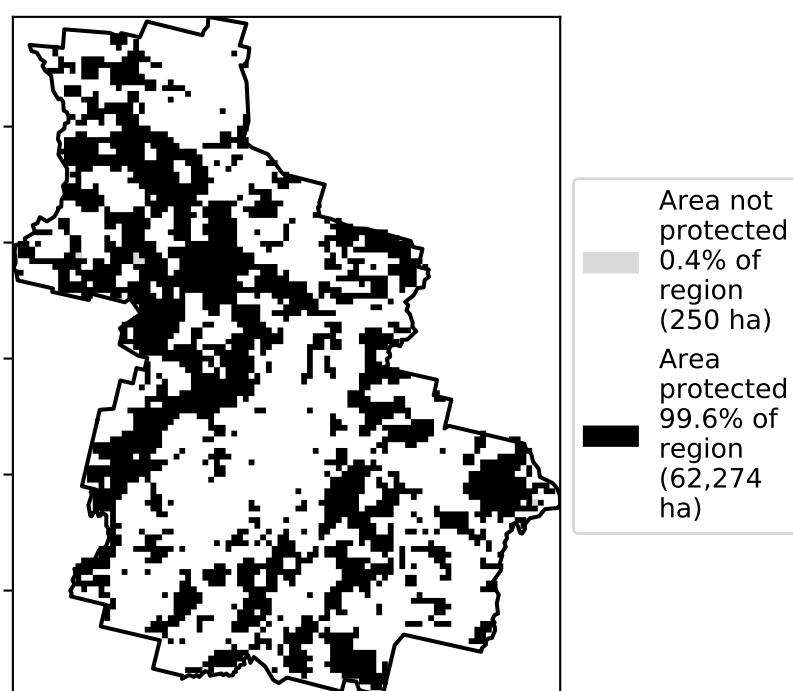 Area not
protected
0.4% of
region
(250 ha)
Area
protected
99.6% of
region
(62,274
ha)